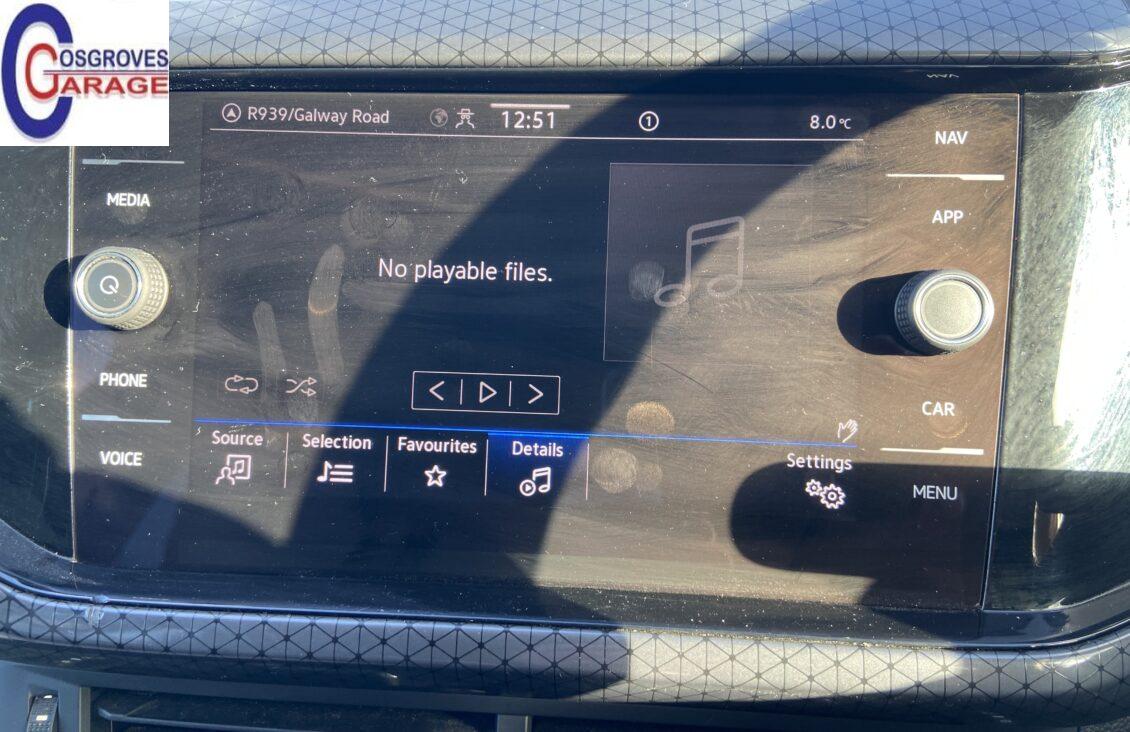 COSGROVES
GARAGE
R939/Galway Road
12:51
1
8.0°C
NAV
MEDIA
APP
No playable files.
PHONE
CAR
Source
Selection
Favourites
Details
VOICE
Settings
MENU